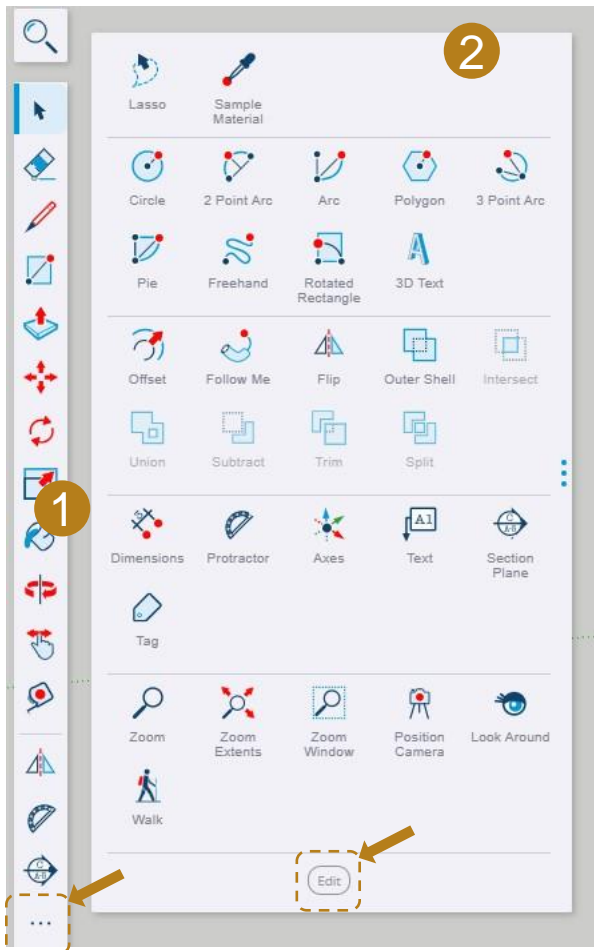 2
Lasso
Sample
Material
Circle
2 Point Arc
Arc
Polygon
3 Point Arc
Pie
Freehand
Rotated
Rectangle
A
3D Text
Offset
Follow Me
Flip
Outer Shell
Intersect
Union
Subtract
Trim
Split
1
Dimensions
Protractor
Axes
A1
Text
C
A-B
Section
Plane
Tag
Zoom
Zoom
Extents
Zoom
Window
Position
Camera
Look Around
Walk
C
A-B
Edit
...